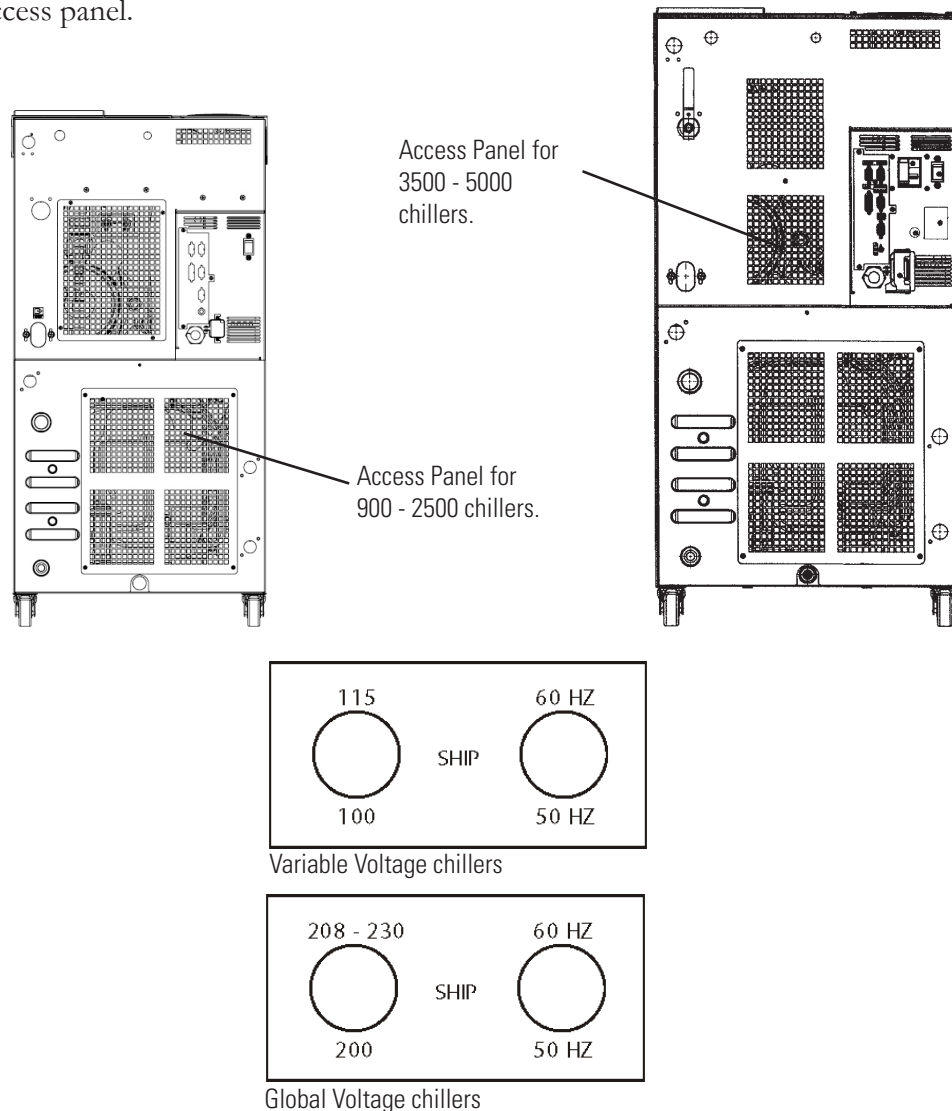 ccess panel.
Access Panel for
3500 - 5000
chillers.
Access Panel for
900 - 2500 chillers.
115 60 HZ
SHIP
100 50 HZ
Variable Voltage chillers
208 - 230 60 HZ
SHIP
200 50 HZ
Global Voltage chillers